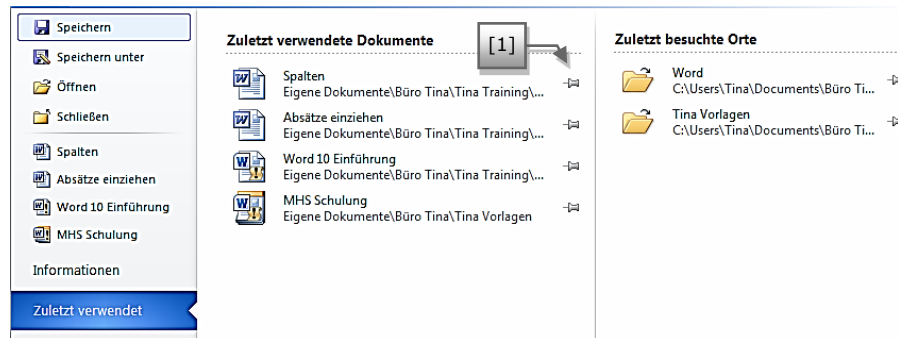 Speichern
Speichern unter
Öffnen
Schließen
Spalten
Absätze einziehen
Word 10 Einführung
MHS Schulung
Informationen
Zuletzt verwendet
Zuletzt verwendete Dokumente
[1]
Spalten
Eigene Dokumente\Büro Tina\Tina Training\...
Absätze einziehen
Eigene Dokumente\Büro Tina\Tina Training\...
Word 10 Einführung
Eigene Dokumente\Büro Tina\Tina Training\...
MHS Schulung
Eigene Dokumente\Büro Tina\Tina Vorlagen
Zuletzt besuchte Orte
Word
C:\Users\Tina\Documents\Büro Ti...
Tina Vorlagen
C:\Users\Tina\Documents\Büro Ti...